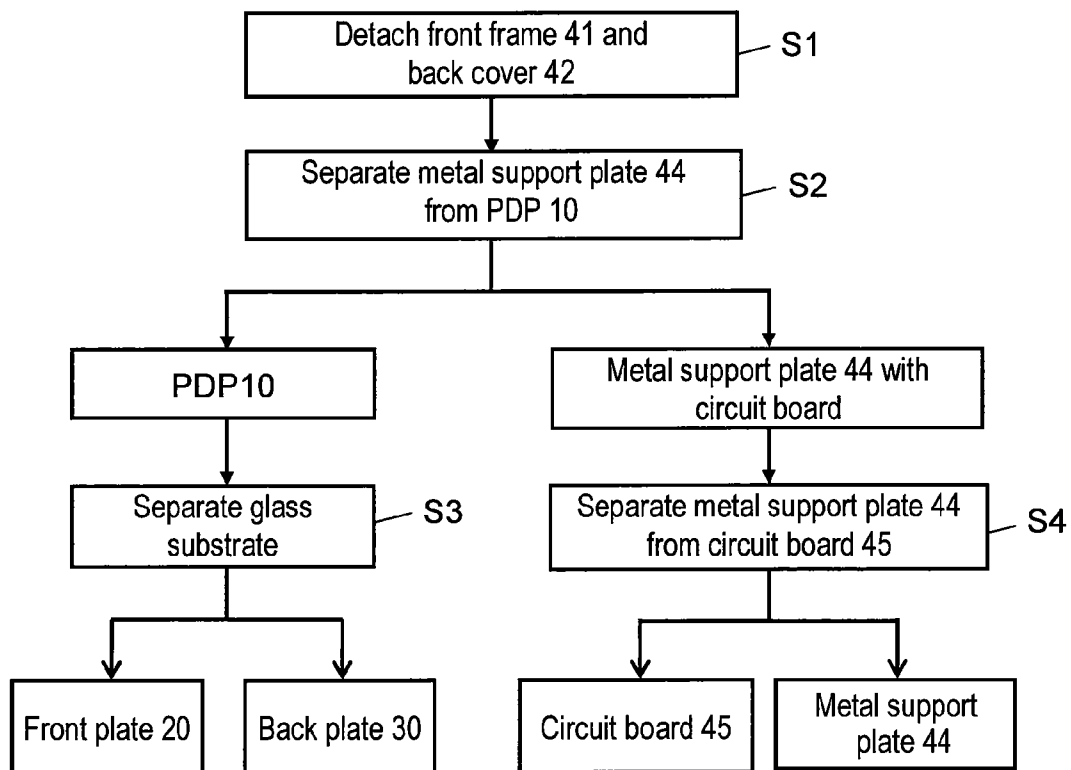 Detach front frame 41 and
back cover 42
S1
Separate metal support plate 44
from PDP 10
S2
PDP10
Metal support plate 44 with
circuit board
Separate glass
substrate
S3
Separate metal support plate 44
from circuit board 45
S4
Front plate 20
Back plate 30
Circuit board 45
Metal support
plate 44